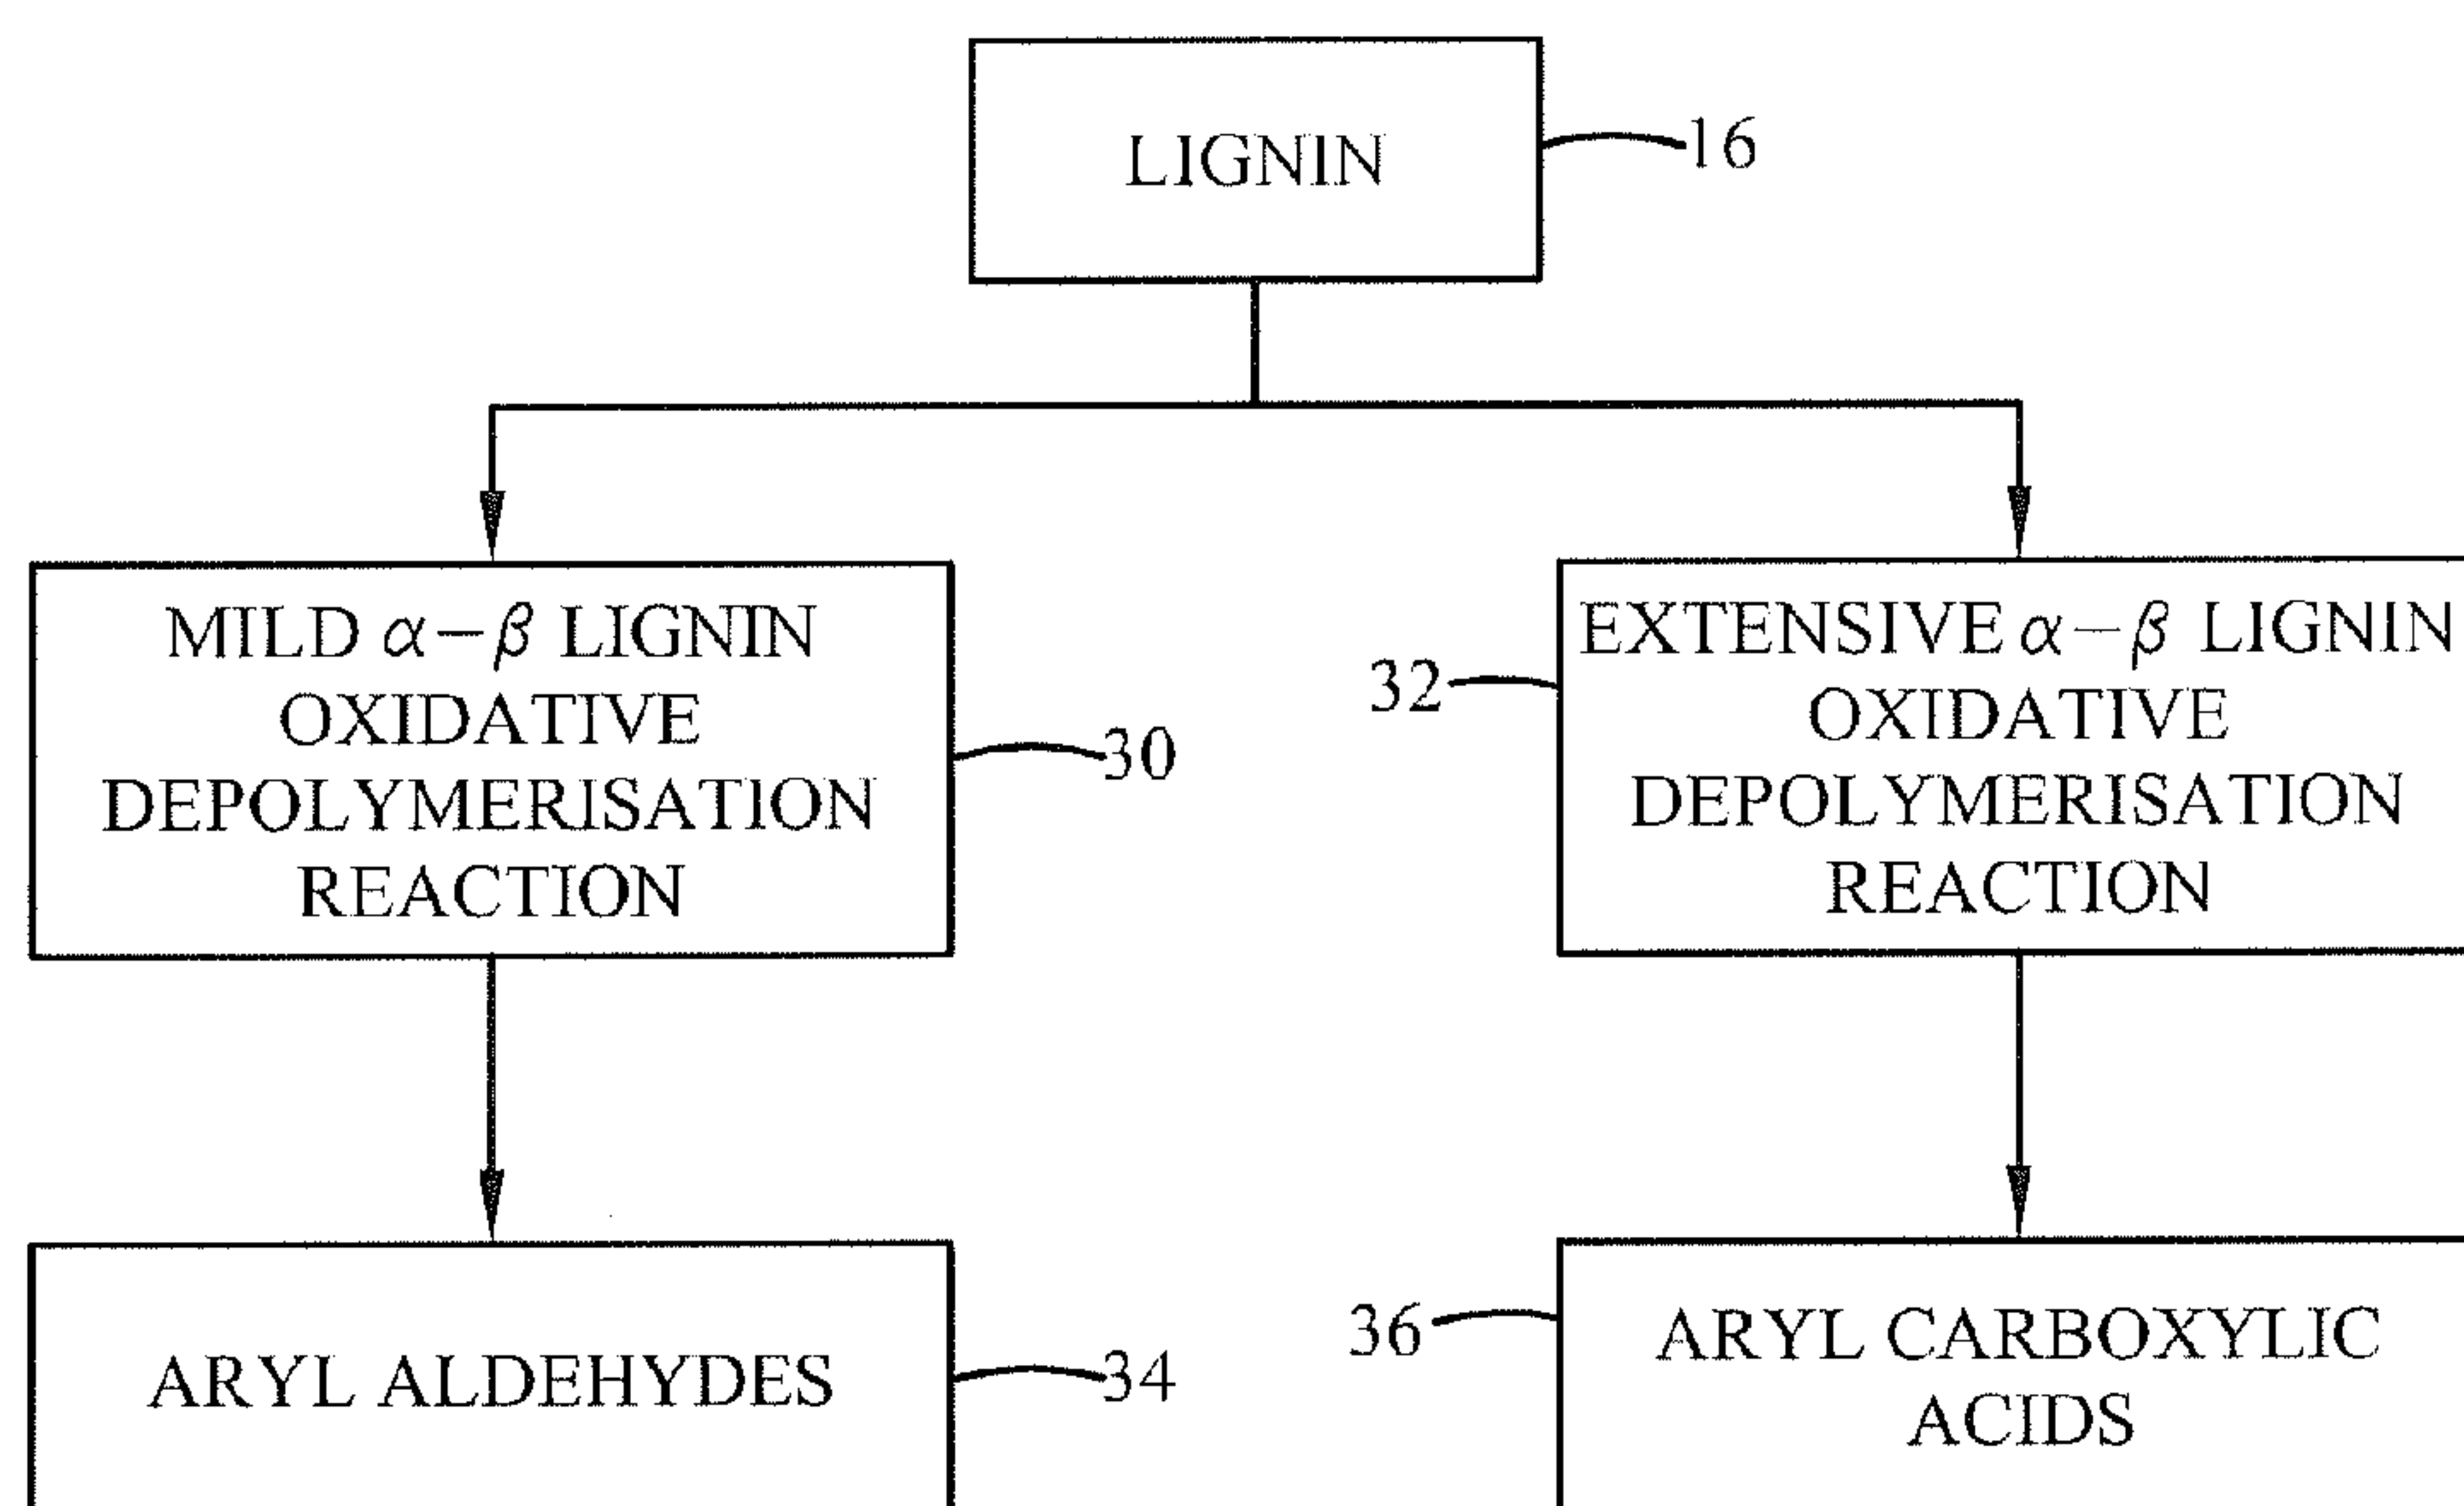 LIGNIN
16
MILD α–β LIGNIN
OXIDATIVE
DEPOLYMERISATION
REACTION
30
32
EXTENSIVE α–β LIGNIN
OXIDATIVE
DEPOLYMERISATION
REACTION
ARYL ALDEHYDES
34
36
ARYL CARBOXYLIC
ACIDS